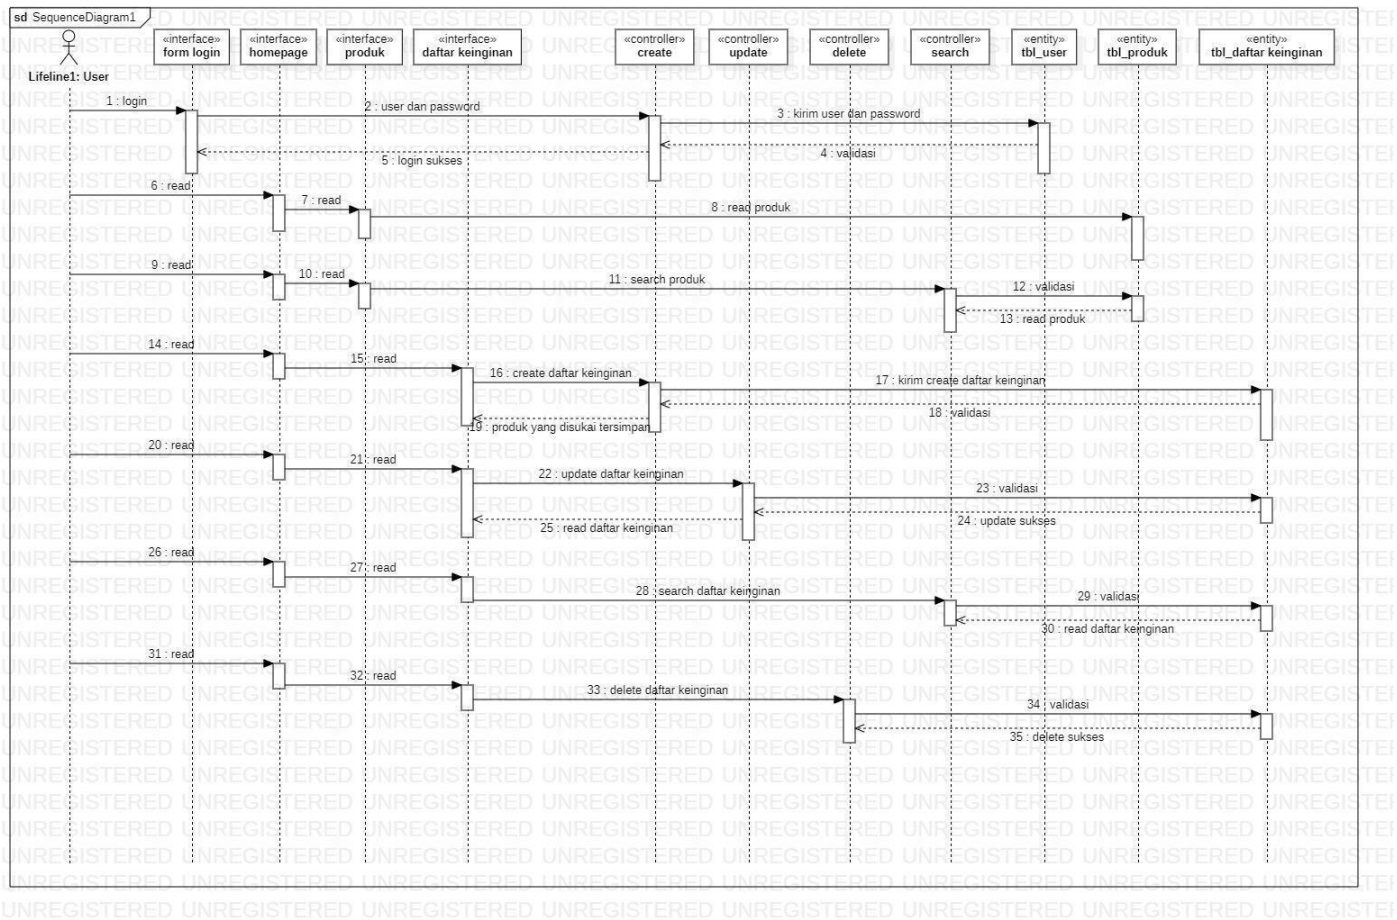 sd SequenceDiagram1
Lifeline1: User
«interface»
form login
«interface»
homepage
«interface»
produk
«interface»
daftar keinginan
«controller»
create
«controller»
update
«controller»
delete
«controller»
search
«entity»
tbl_user
«entity»
tbl_produk
«entity»
tbl_daftar keinginan
1 : login
2 : user dan password
3 : kirim user dan password
4 : validasi
5 : login sukses
6 : read
7 : read
8 : read produk
9 : read
10 : read
11 : search produk
12 : validasi
13 : read produk
14 : read
15 : read
16 : create daftar keinginan
17 : kirim create daftar keinginan
18 : validasi
19 : produk yang disukai tersimpan
20 : read
21 : read
22 : update daftar keinginan
23 : validasi
24 : update sukses
25 : read daftar keinginan
26 : read
27 : read
28 : search daftar keinginan
29 : validasi
30 : read daftar keinginan
31 : read
32 : read
33 : delete daftar keinginan
34 : validasi
35 : delete sukses
UNREGISTERED